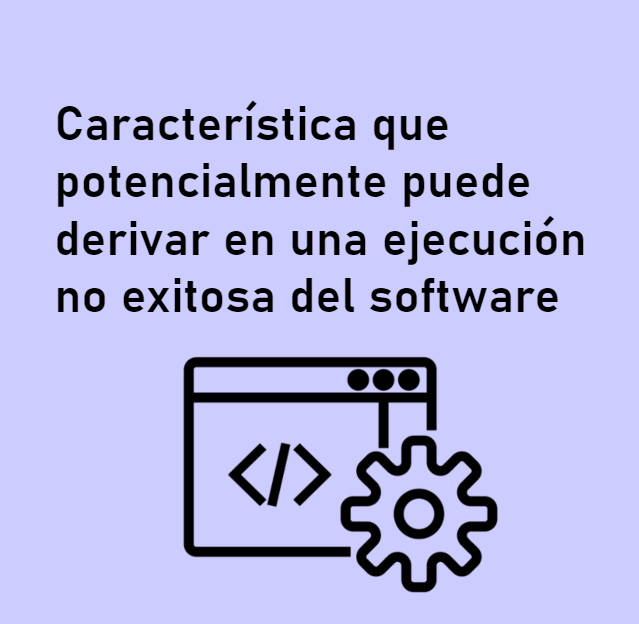 Característica que
potencialmente puede
derivar en una ejecución
no exitosa del software
</>